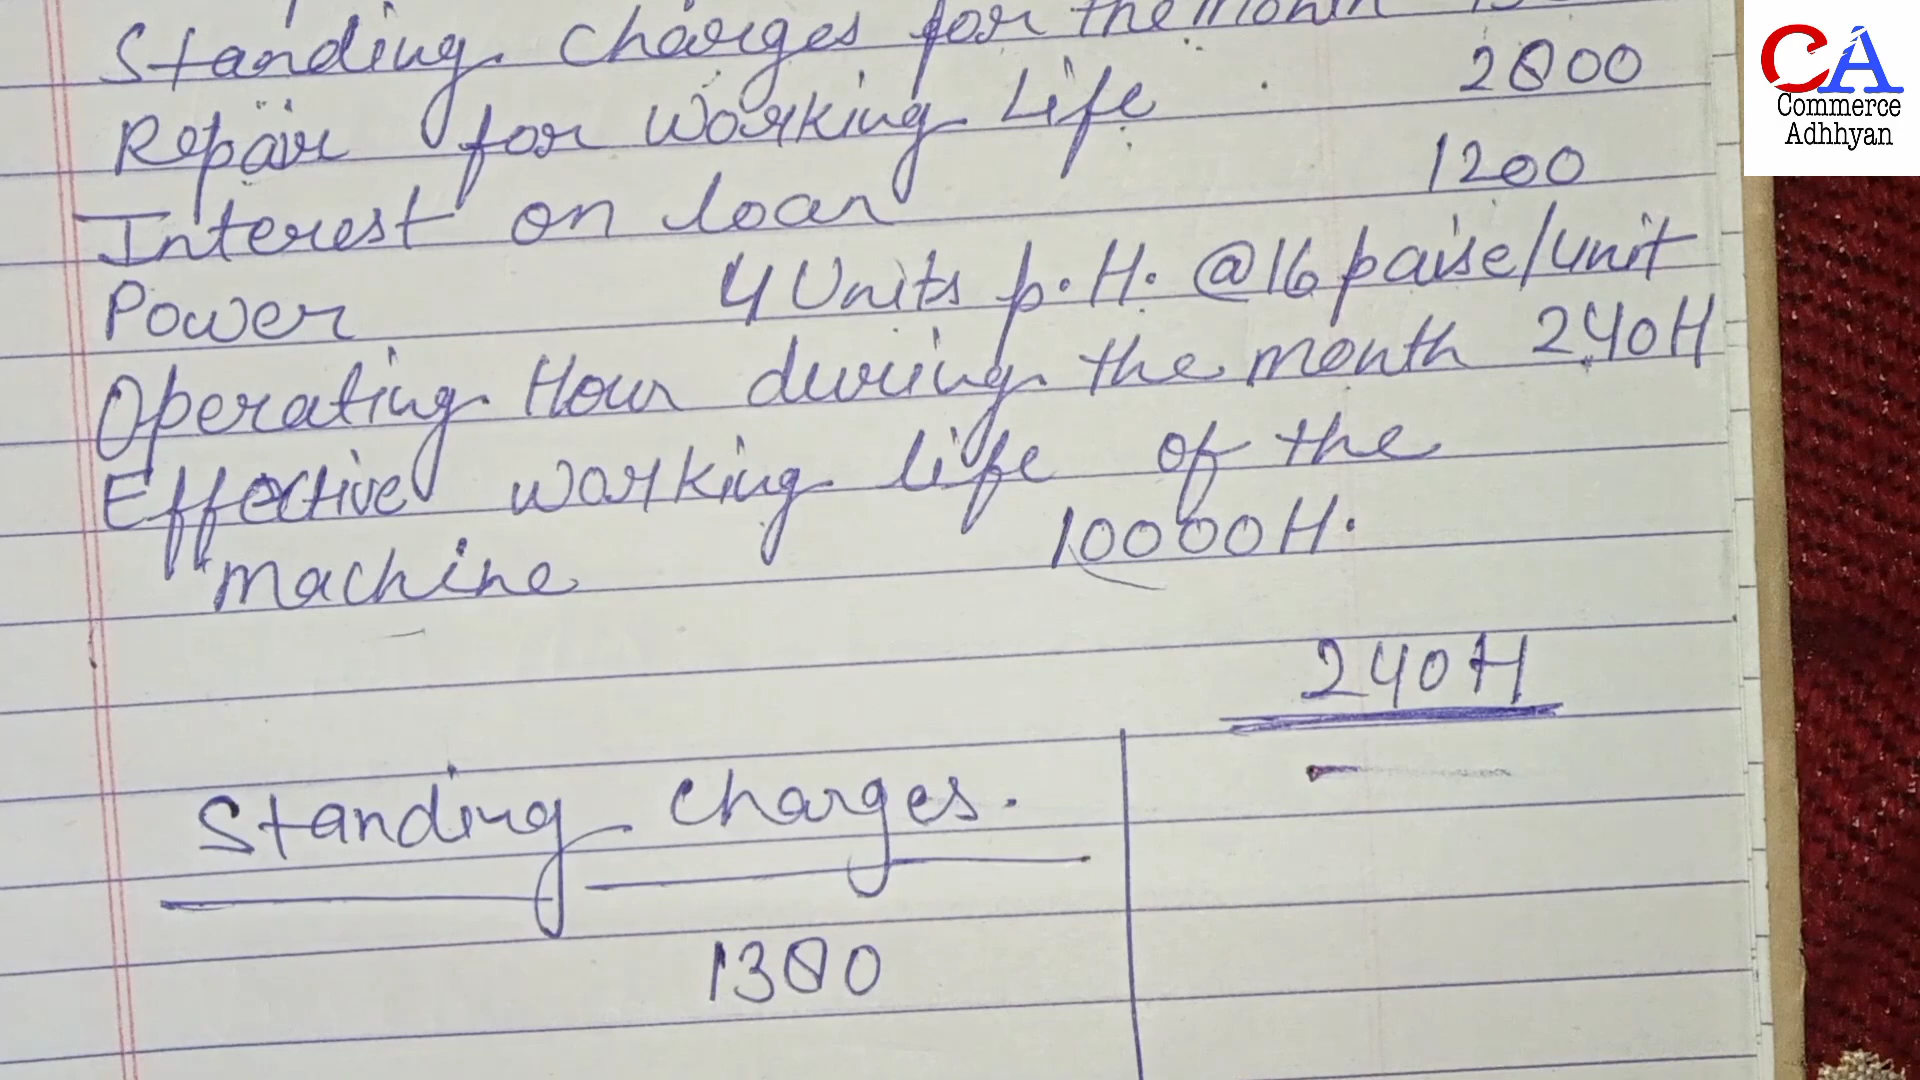 Standing Charges for the month
Repair for working Life 2800
Interest on loan 1200
Power 4 Units p.H. @ 16 paise/unit
Operating Hour during the month 240H
Effective working life of the
machine 10000H.
240H
Standing charges.
1380
CA
Commerce
Adhhyan